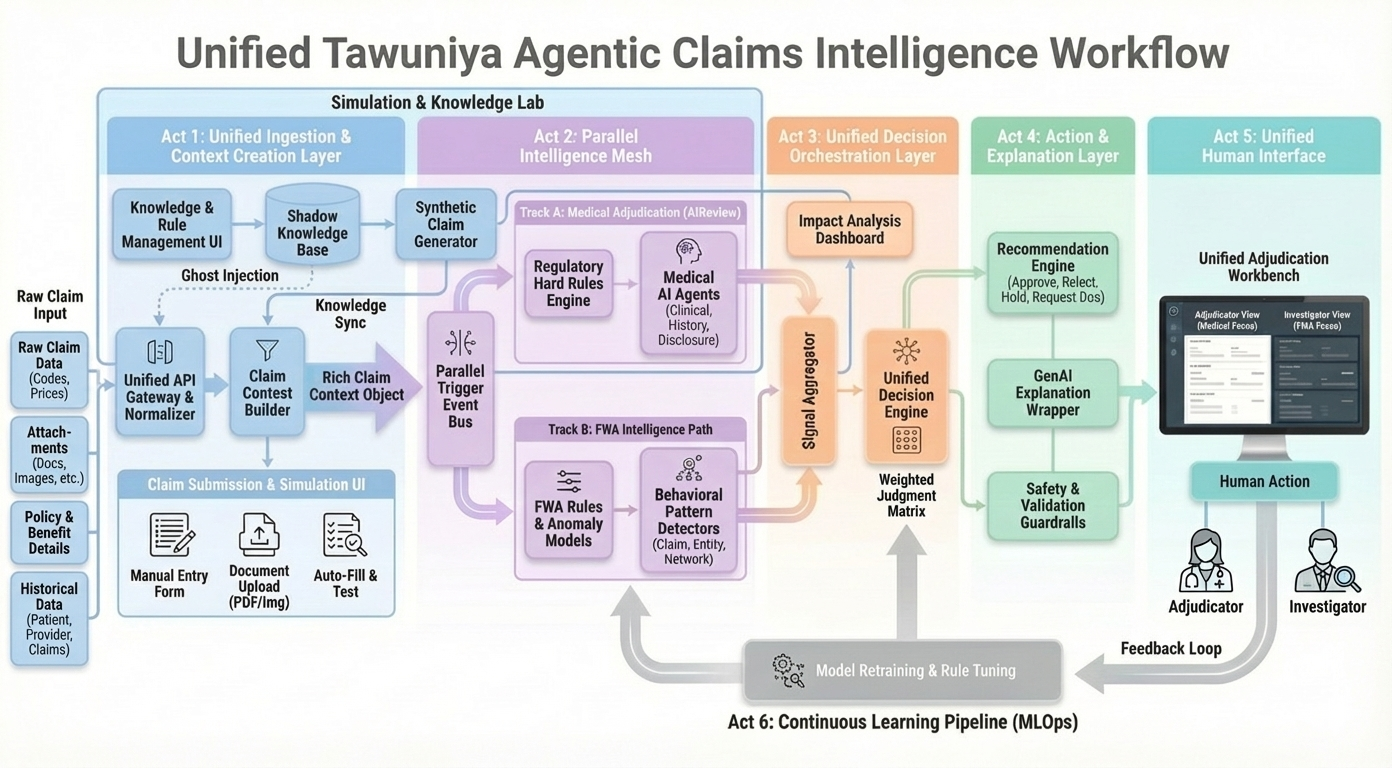 Unified Tawuniya Agentic Claims Intelligence Workflow
Simulation & Knowledge Lab
Act 1: Unified Ingestion &
Context Creation Layer
Knowledge &
Rule
Management UI
Shadow
Knowledge
Base
Synthetic
Claim
Generator
Ghost Injection
Knowledge
Sync
Raw Claim
Input
Raw Claim
Data
(Codes,
Prices)
Attach-
ments
(Docs,
Images, etc.)
Policy &
Benefit
Details
Historical
Data
(Patient,
Provider,
Claims)
Unified API
Gateway &
Normalizer
Claim
Contest
Builder
Rich Claim
Context Object
Claim Submission & Simulation UI
Manual Entry
Form
Document
Upload
(PDF/Img)
Auto-Fill &
Test
Act 2: Parallel
Intelligence Mesh
Parallel
Trigger
Event
Bus
Track A: Medical Adjudication (AIReview)
Regulatory
Hard Rules
Engine
Medical
AI Agents
(Clinical,
History,
Disclosure)
Track B: FWA Intelligence Path
FWA Rules
& Anomaly
Models
Behavioral
Pattern
Detectors
(Claim, Entity,
Network)
Act 3: Unified Decision
Orchestration Layer
Impact Analysis
Dashboard
Signal Aggregator
Unified
Decision
Engine
Weighted
Judgment
Matrix
Act 4: Action &
Explanation Layer
Recommendation
Engine
(Approve, Relect,
Hold, Request Dos)
GenAI
Explanation
Wrapper
Safety &
Validation
Guardralls
Act 5: Unified
Human Interface
Unified Adjudication
Workbench
Adjudicator View
(Medicel Fecos)
Investigator View
(FMA Fcess)
Human Action
Adjudicator
Investigator
Feedback Loop
Model Retraining & Rule Tuning
Act 6: Continuous Learning Pipeline (MLOps)